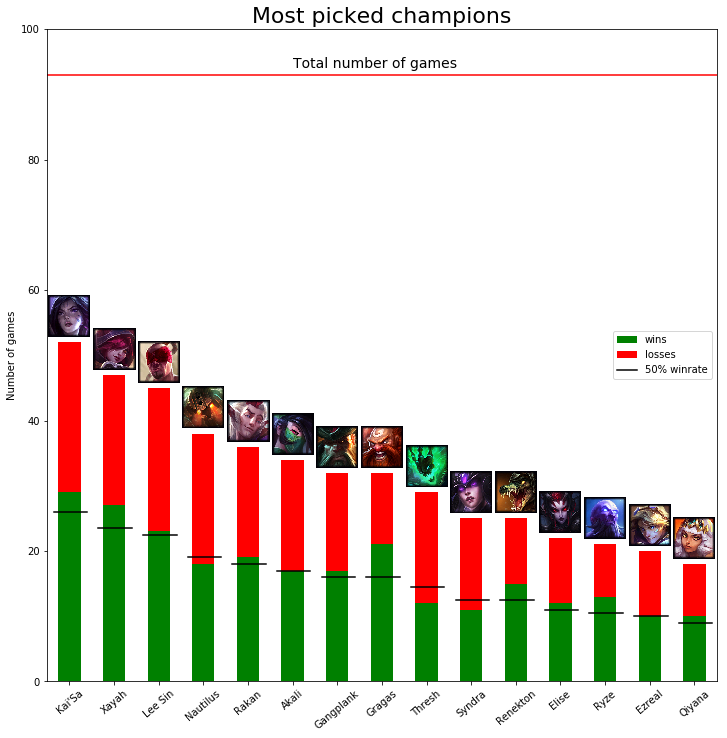 Most picked champions
Total number of games
100
80
60
40
20
0
Number of games
wins
losses
50% winrate
Kai'Sa
Xayah
Lee Sin
Nautilus
Rakan
Akali
Gangplank
Gragas
Thresh
Syndra
Renekton
Elise
Ryze
Ezreal
Qiyana